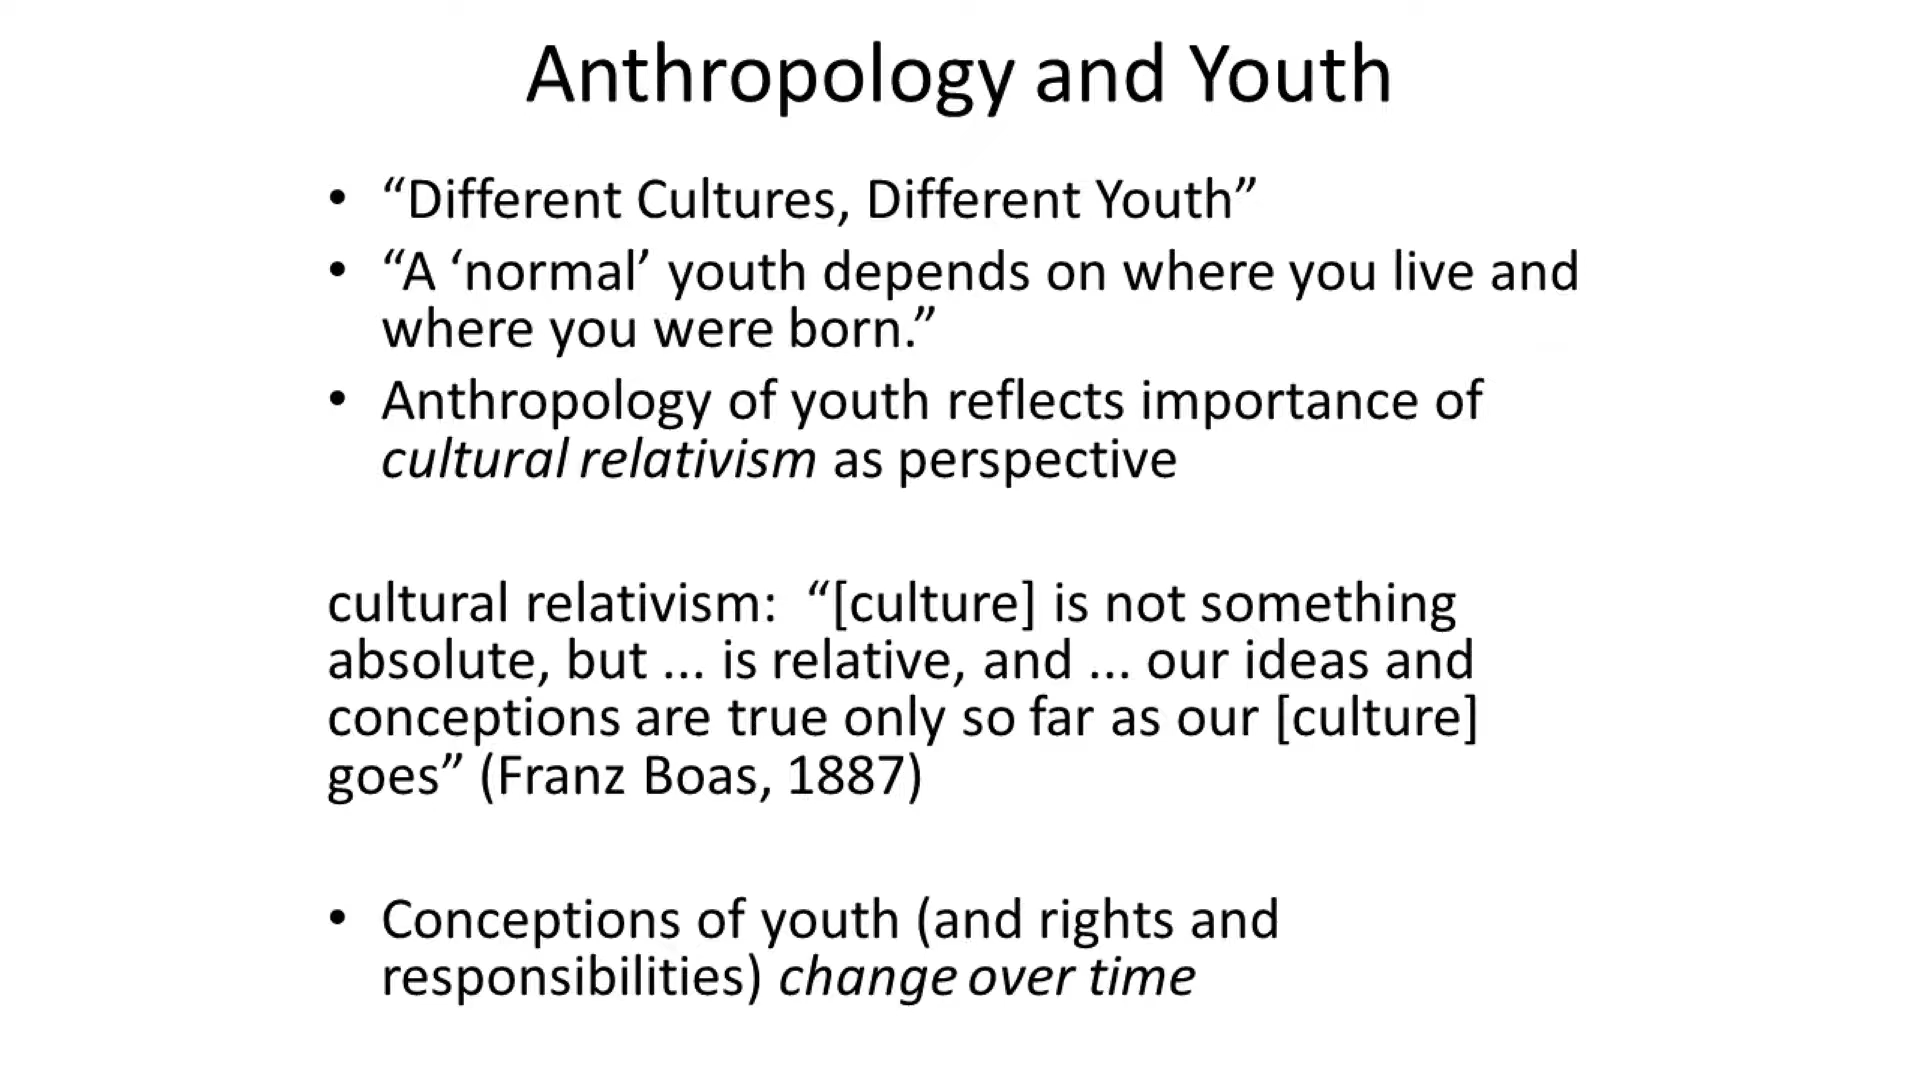 Anthropology and Youth
• “Different Cultures, Different Youth”
• “A ‘normal’ youth depends on where you live and
where you were born.”
• Anthropology of youth reflects importance of
cultural relativism as perspective
cultural relativism:  “[culture] is not something
absolute, but ... is relative, and ... our ideas and
conceptions are true only so far as our [culture]
goes” (Franz Boas, 1887)
• Conceptions of youth (and rights and
responsibilities) change over time